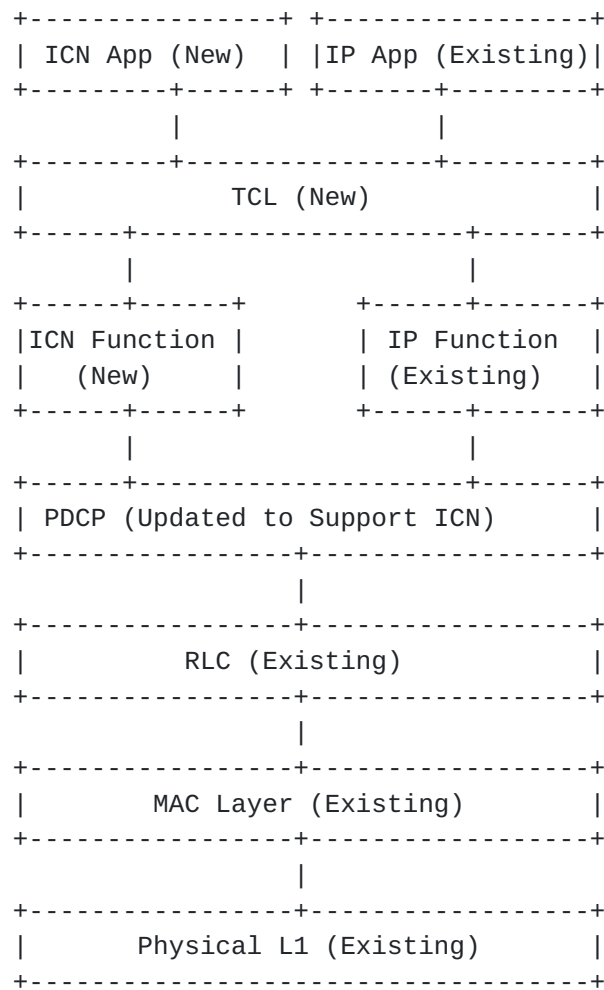 ICN App (New) IP App (Existing)
TCL (New)
ICN Function IP Function
(New) (Existing)
PDCP (Updated to Support ICN)
RLC (Existing)
MAC Layer (Existing)
Physical L1 (Existing)